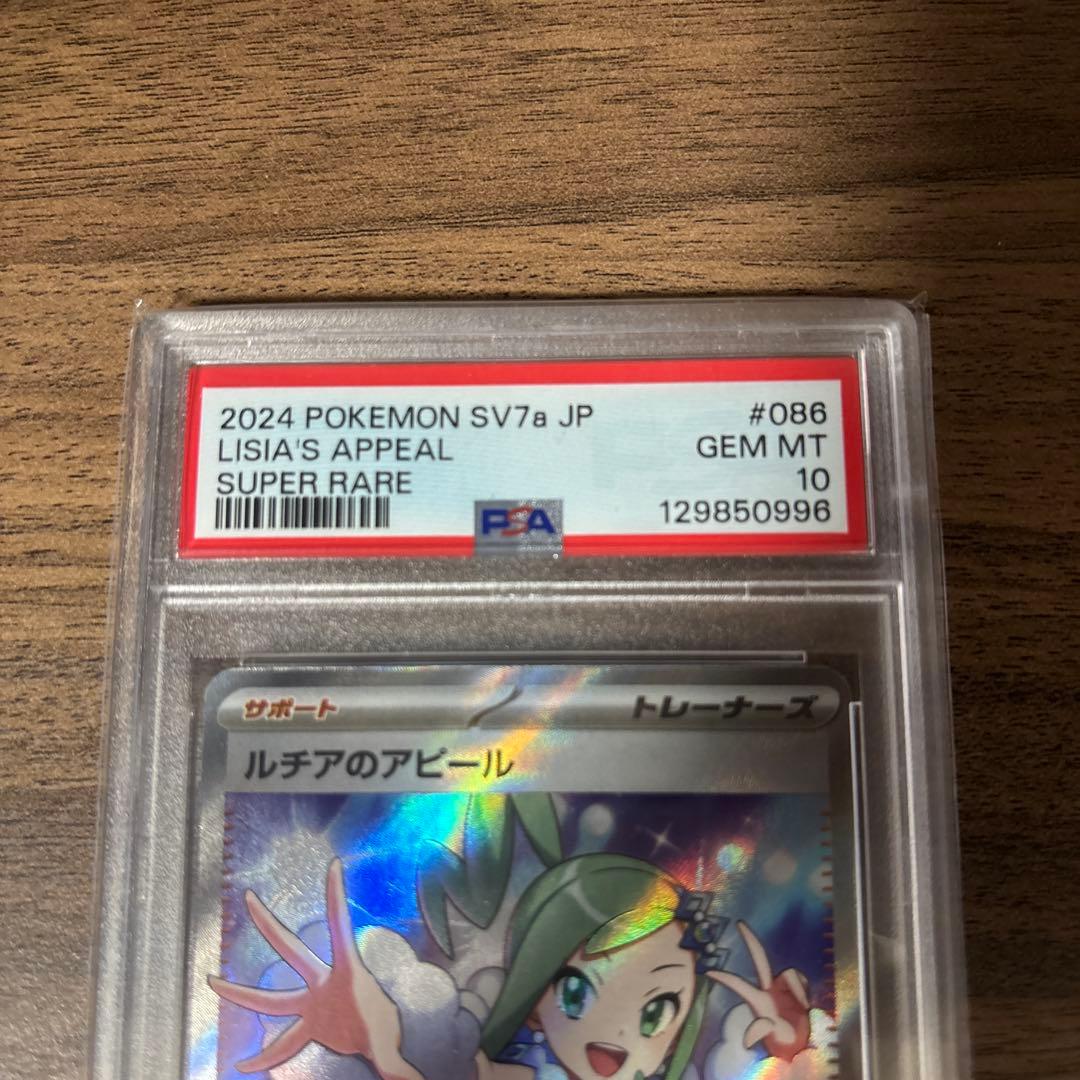 2024 POKEMON SV7a JP #086
LISIA'S APPEAL GEM MT
SUPER RARE 10
PSA 129850996
サポート トレーナーズ
ルチアのアピール